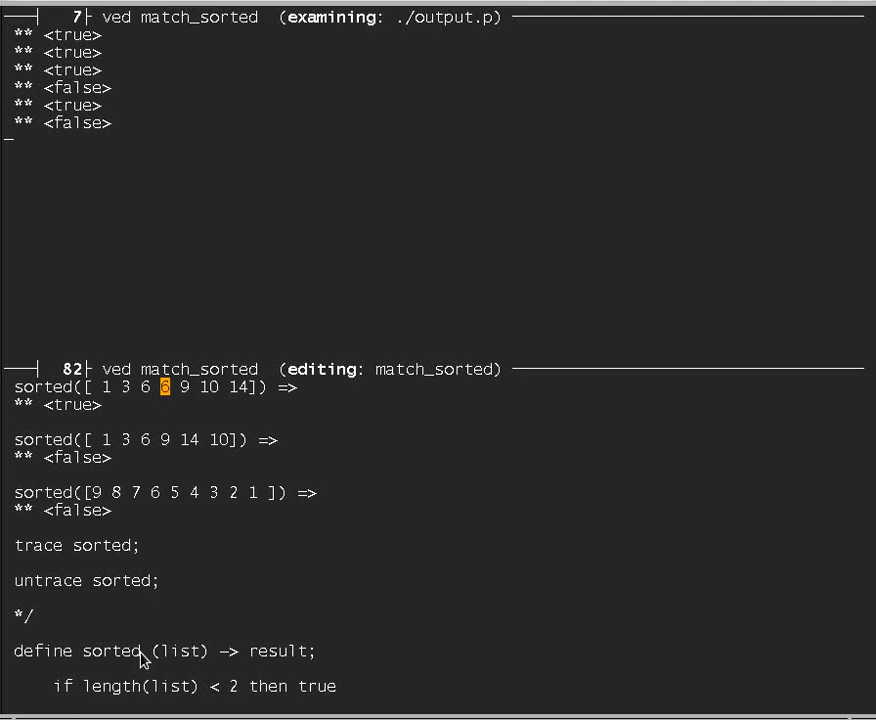 7 ved match_sorted (examining: ./output.p)
** <true>
** <true>
** <true>
** <false>
** <true>
** <false>
82 ved match_sorted (editing: match_sorted)
sorted([ 1 3 6 6 9 10 14]) =>
** <true>
sorted([ 1 3 6 9 14 10]) =>
** <false>
sorted([9 8 7 6 5 4 3 2 1 ]) =>
** <false>
trace sorted;
untrace sorted;
*/
define sorted (list) -> result;
if length(list) < 2 then true